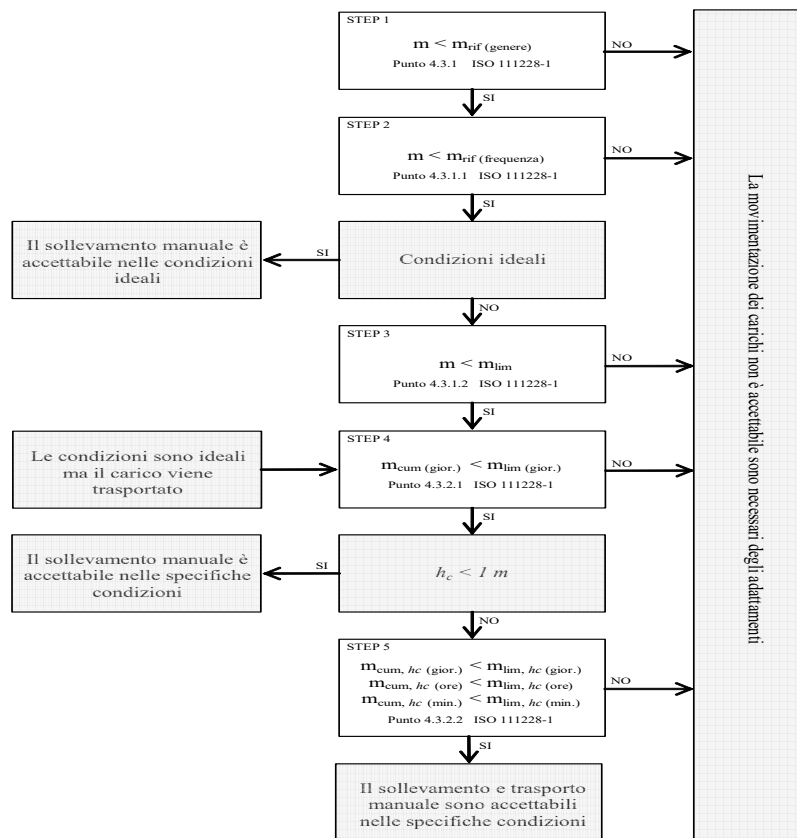 STEP 1
m < mrif (genere)
Punto 4.3.1 ISO 111228-1
NO
SI
STEP 2
m < mrif (frequenza)
Punto 4.3.1.1 ISO 111228-1
NO
SI
Il sollevamento manuale è
accettabile nelle condizioni
ideali
SI
Condizioni ideali
NO
STEP 3
m < mlim
Punto 4.3.1.2 ISO 111228-1
NO
SI
Le condizioni sono ideali
ma il carico viene
trasportato
STEP 4
mcum (gior.) < mlim (gior.)
Punto 4.3.2.1 ISO 111228-1
NO
SI
Il sollevamento manuale è
accettabile nelle specifiche
condizioni
SI
hc < 1 m
NO
STEP 5
mcum, hc (gior.) < mlim, hc (gior.)
mcum, hc (ore) < mlim, hc (ore)
mcum, hc (min.) < mlim, hc (min.)
Punto 4.3.2.2 ISO 111228-1
NO
SI
Il sollevamento e trasporto
manuale sono accettabili
nelle specifiche condizioni
La movimentazione dei carichi non è accettabile sono necessari degli adattamenti